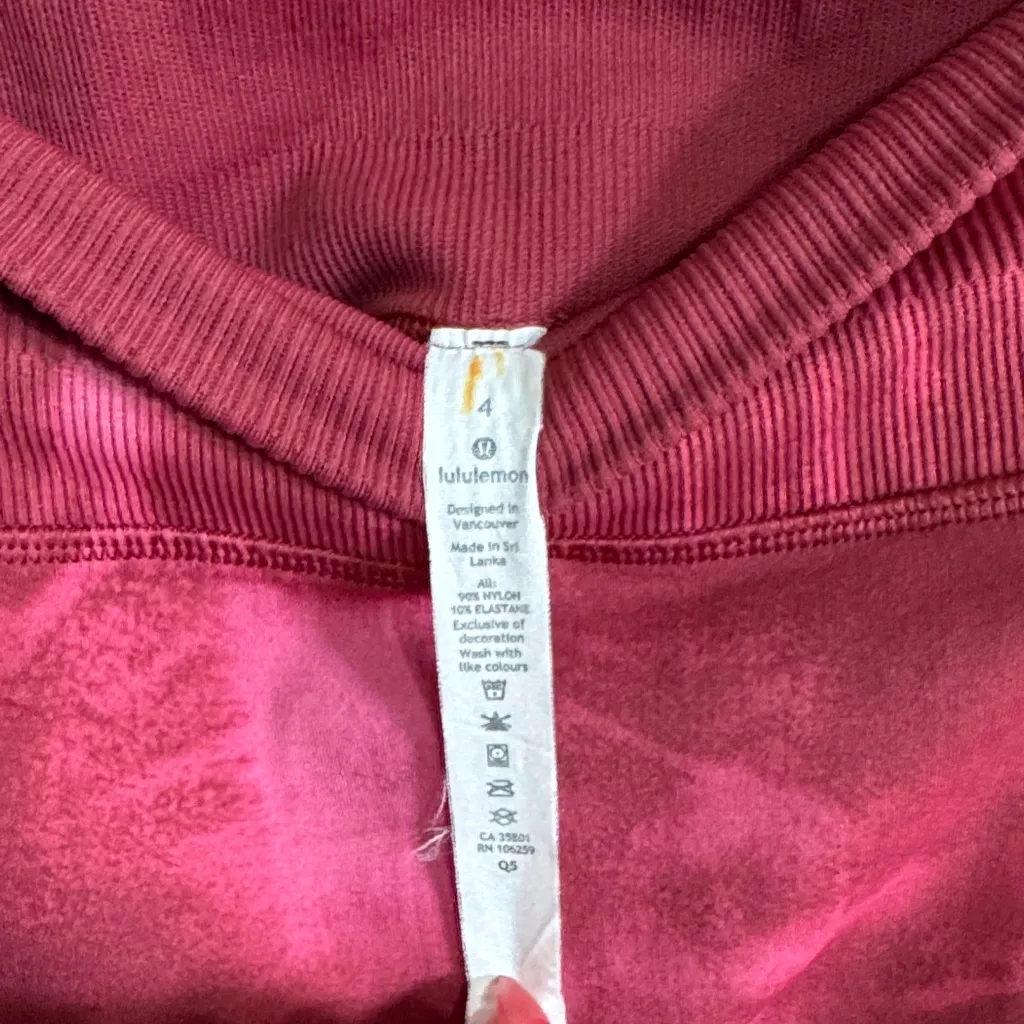 4
lululemon
Designed in
Vancouver
Made in Sri
Lanka
All:
90% NYLON
10% ELASTANE
Exclusive of
decoration
Wash with
like colours
CA 35801
RN 106259
Q5